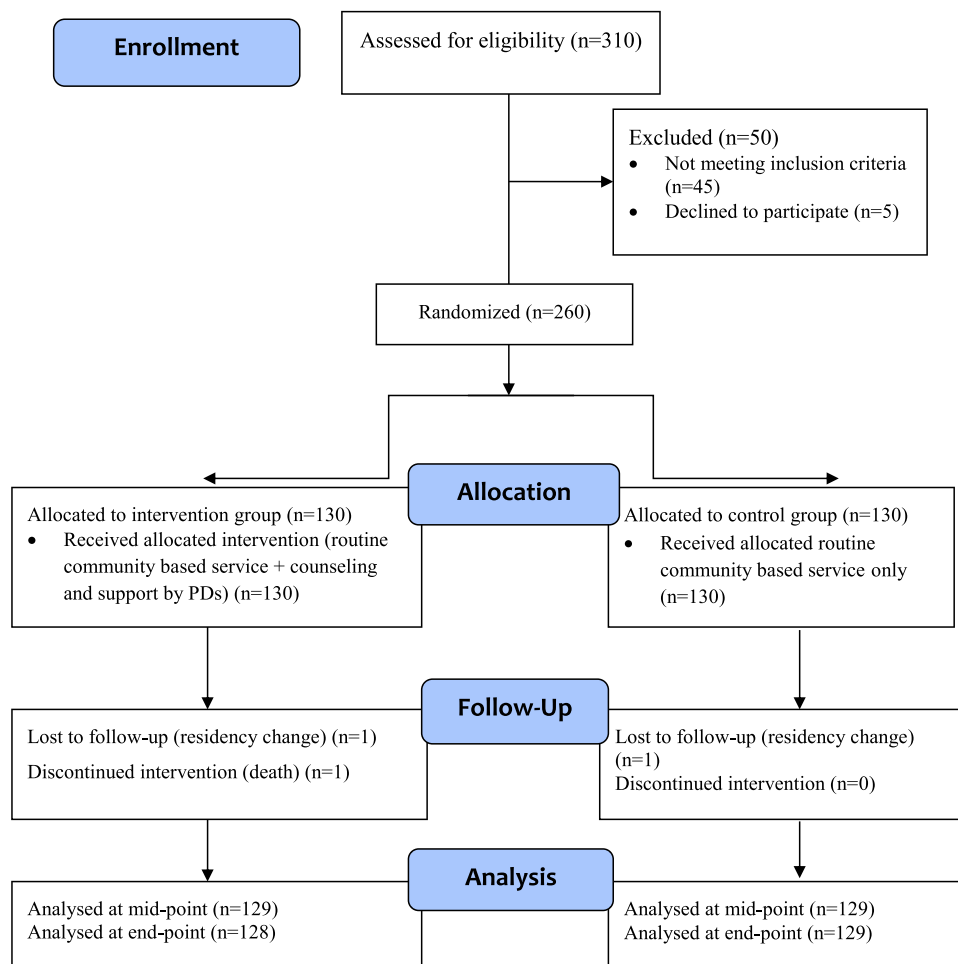 Enrollment
Assessed for eligibility (n=310)
Excluded (n=50)
• Not meeting inclusion criteria
(n=45)
• Declined to participate (n=5)
Randomized (n=260)
Allocation
Allocated to intervention group (n=130)
• Received allocated intervention (routine
community based service + counseling
and support by PDs) (n=130)
Allocated to control group (n=130)
• Received allocated routine
community based service only
(n=130)
Follow-Up
Lost to follow-up (residency change) (n=1)
Discontinued intervention (death) (n=1)
Lost to follow-up (residency change)
(n=1)
Discontinued intervention (n=0)
Analysis
Analysed at mid-point (n=129)
Analysed at end-point (n=128)
Analysed at mid-point (n=129)
Analysed at end-point (n=129)